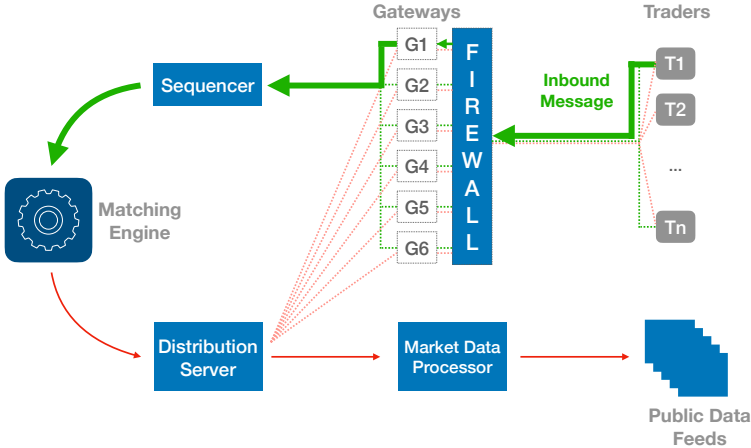 Gateways
Traders
G1
G2
G3
G4
G5
G6
F
I
R
E
W
A
L
L
Inbound
Message
T1
T2
...
Tn
Sequencer
Matching
Engine
Distribution
Server
Market Data
Processor
Public Data
Feeds